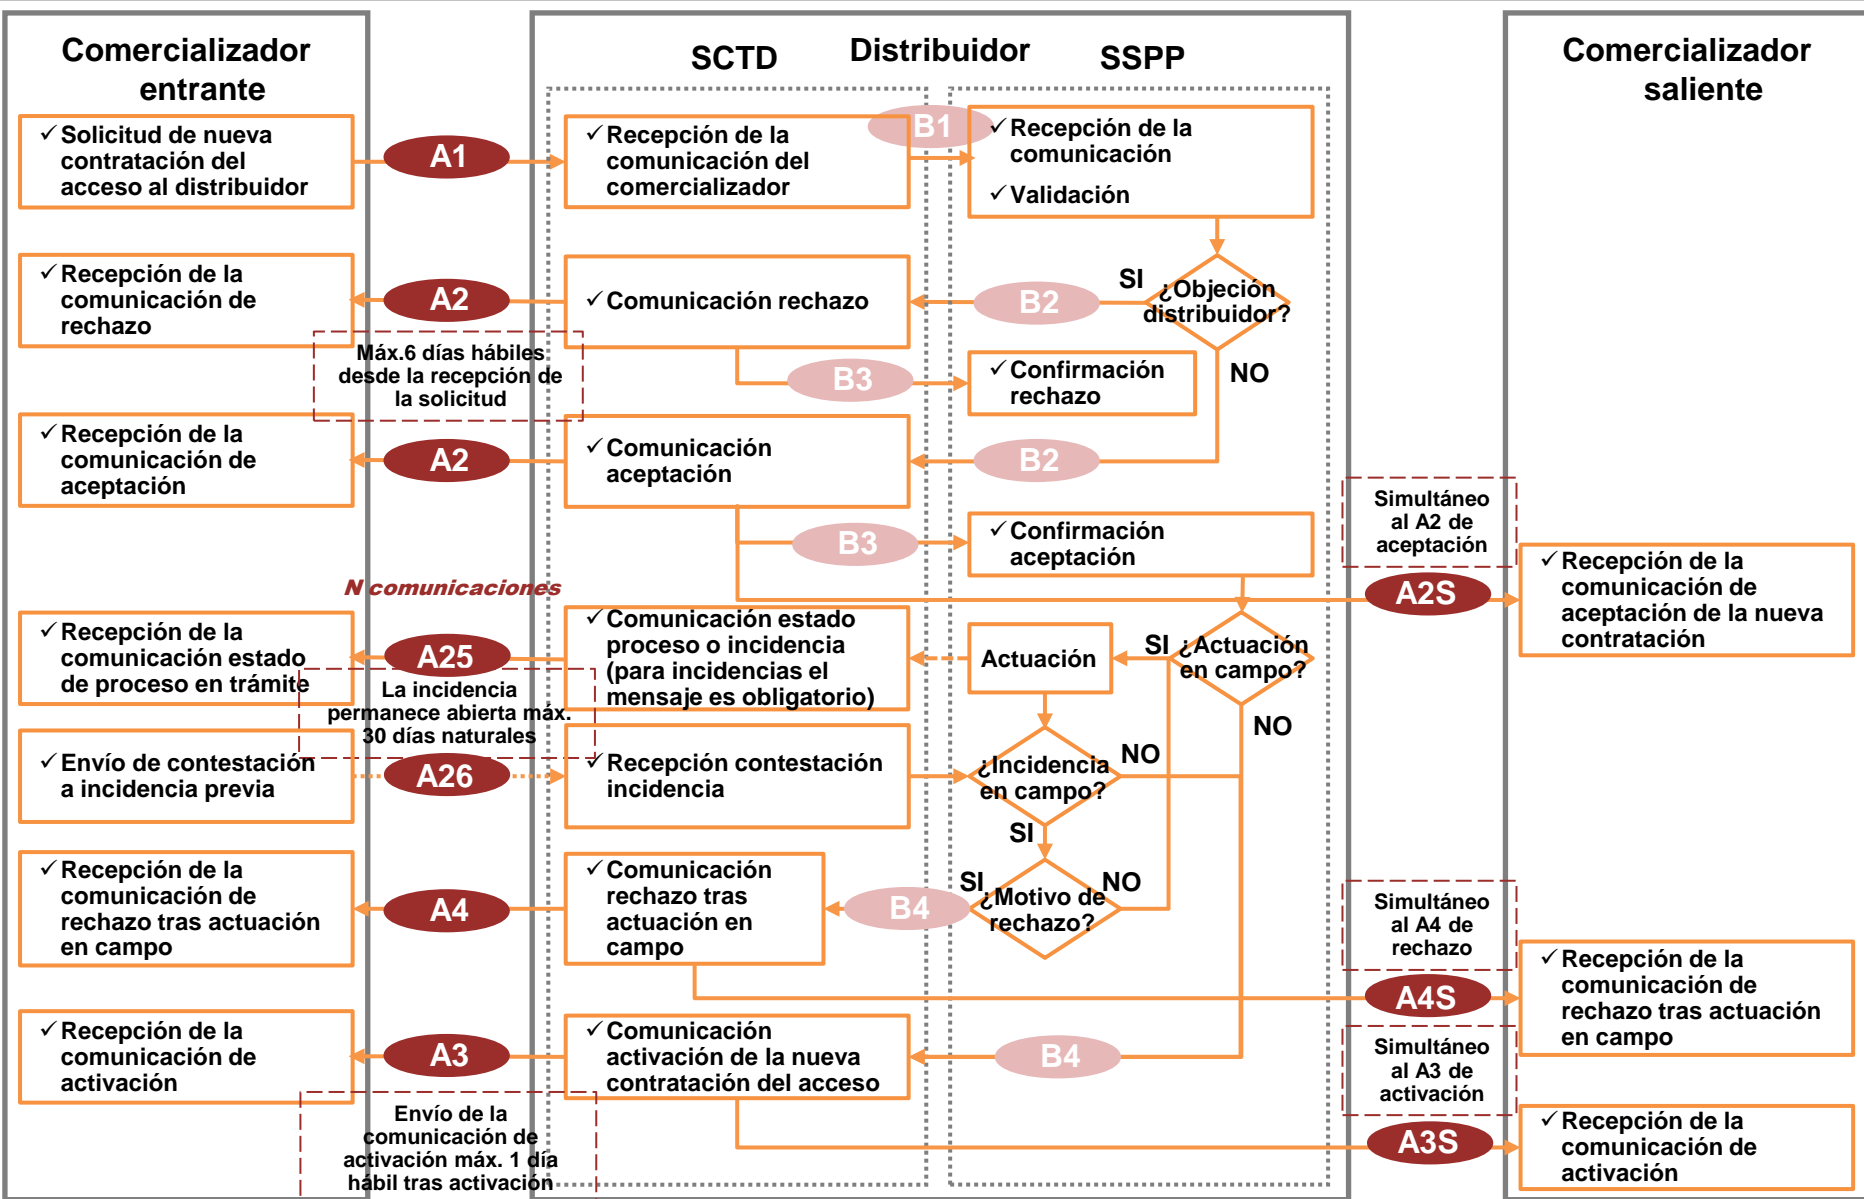 Comercializador
entrante
SCTD
Distribuidor
SSPP
Comercializador
saliente
✓ Solicitud de nueva
contratación del
acceso al distribuidor
A1
✓ Recepción de la
comunicación del
comercializador
B1
✓ Recepción de la
comunicación
✓ Validación
✓ Recepción de la
comunicación de
rechazo
A2
✓ Comunicación rechazo
B2
SI
¿Objeción
distribuidor?
NO
Máx.6 días hábiles
desde la recepción de
la solicitud
B3
✓ Confirmación
rechazo
✓ Recepción de la
comunicación de
aceptación
A2
✓ Comunicación
aceptación
B2
B3
✓ Confirmación
aceptación
Simultáneo
al A2 de
aceptación
A2S
✓ Recepción de la
comunicación de
aceptación de la nueva
contratación
N comunicaciones
✓ Recepción de la
comunicación estado
de proceso en trámite
A25
✓ Comunicación estado
proceso o incidencia
(para incidencias el
mensaje es obligatorio)
Actuación
SI
¿Actuación
en campo?
NO
La incidencia
permanece abierta máx.
30 días naturales
✓ Envío de contestación
a incidencia previa
A26
✓ Recepción contestación
incidencia
¿Incidencia
en campo?
NO
SI
✓ Recepción de la
comunicación de
rechazo tras actuación
en campo
A4
✓ Comunicación
rechazo tras
actuación en
campo
B4
SI
¿Motivo de
rechazo?
NO
Simultáneo
al A4 de
rechazo
A4S
✓ Recepción de la
comunicación de
rechazo tras actuación
en campo
✓ Recepción de la
comunicación de
activación
A3
✓ Comunicación
activación de la nueva
contratación del acceso
B4
Simultáneo
al A3 de
activación
A3S
✓ Recepción de la
comunicación de
activación
Envío de la
comunicación de
activación máx. 1 día
hábil tras activación